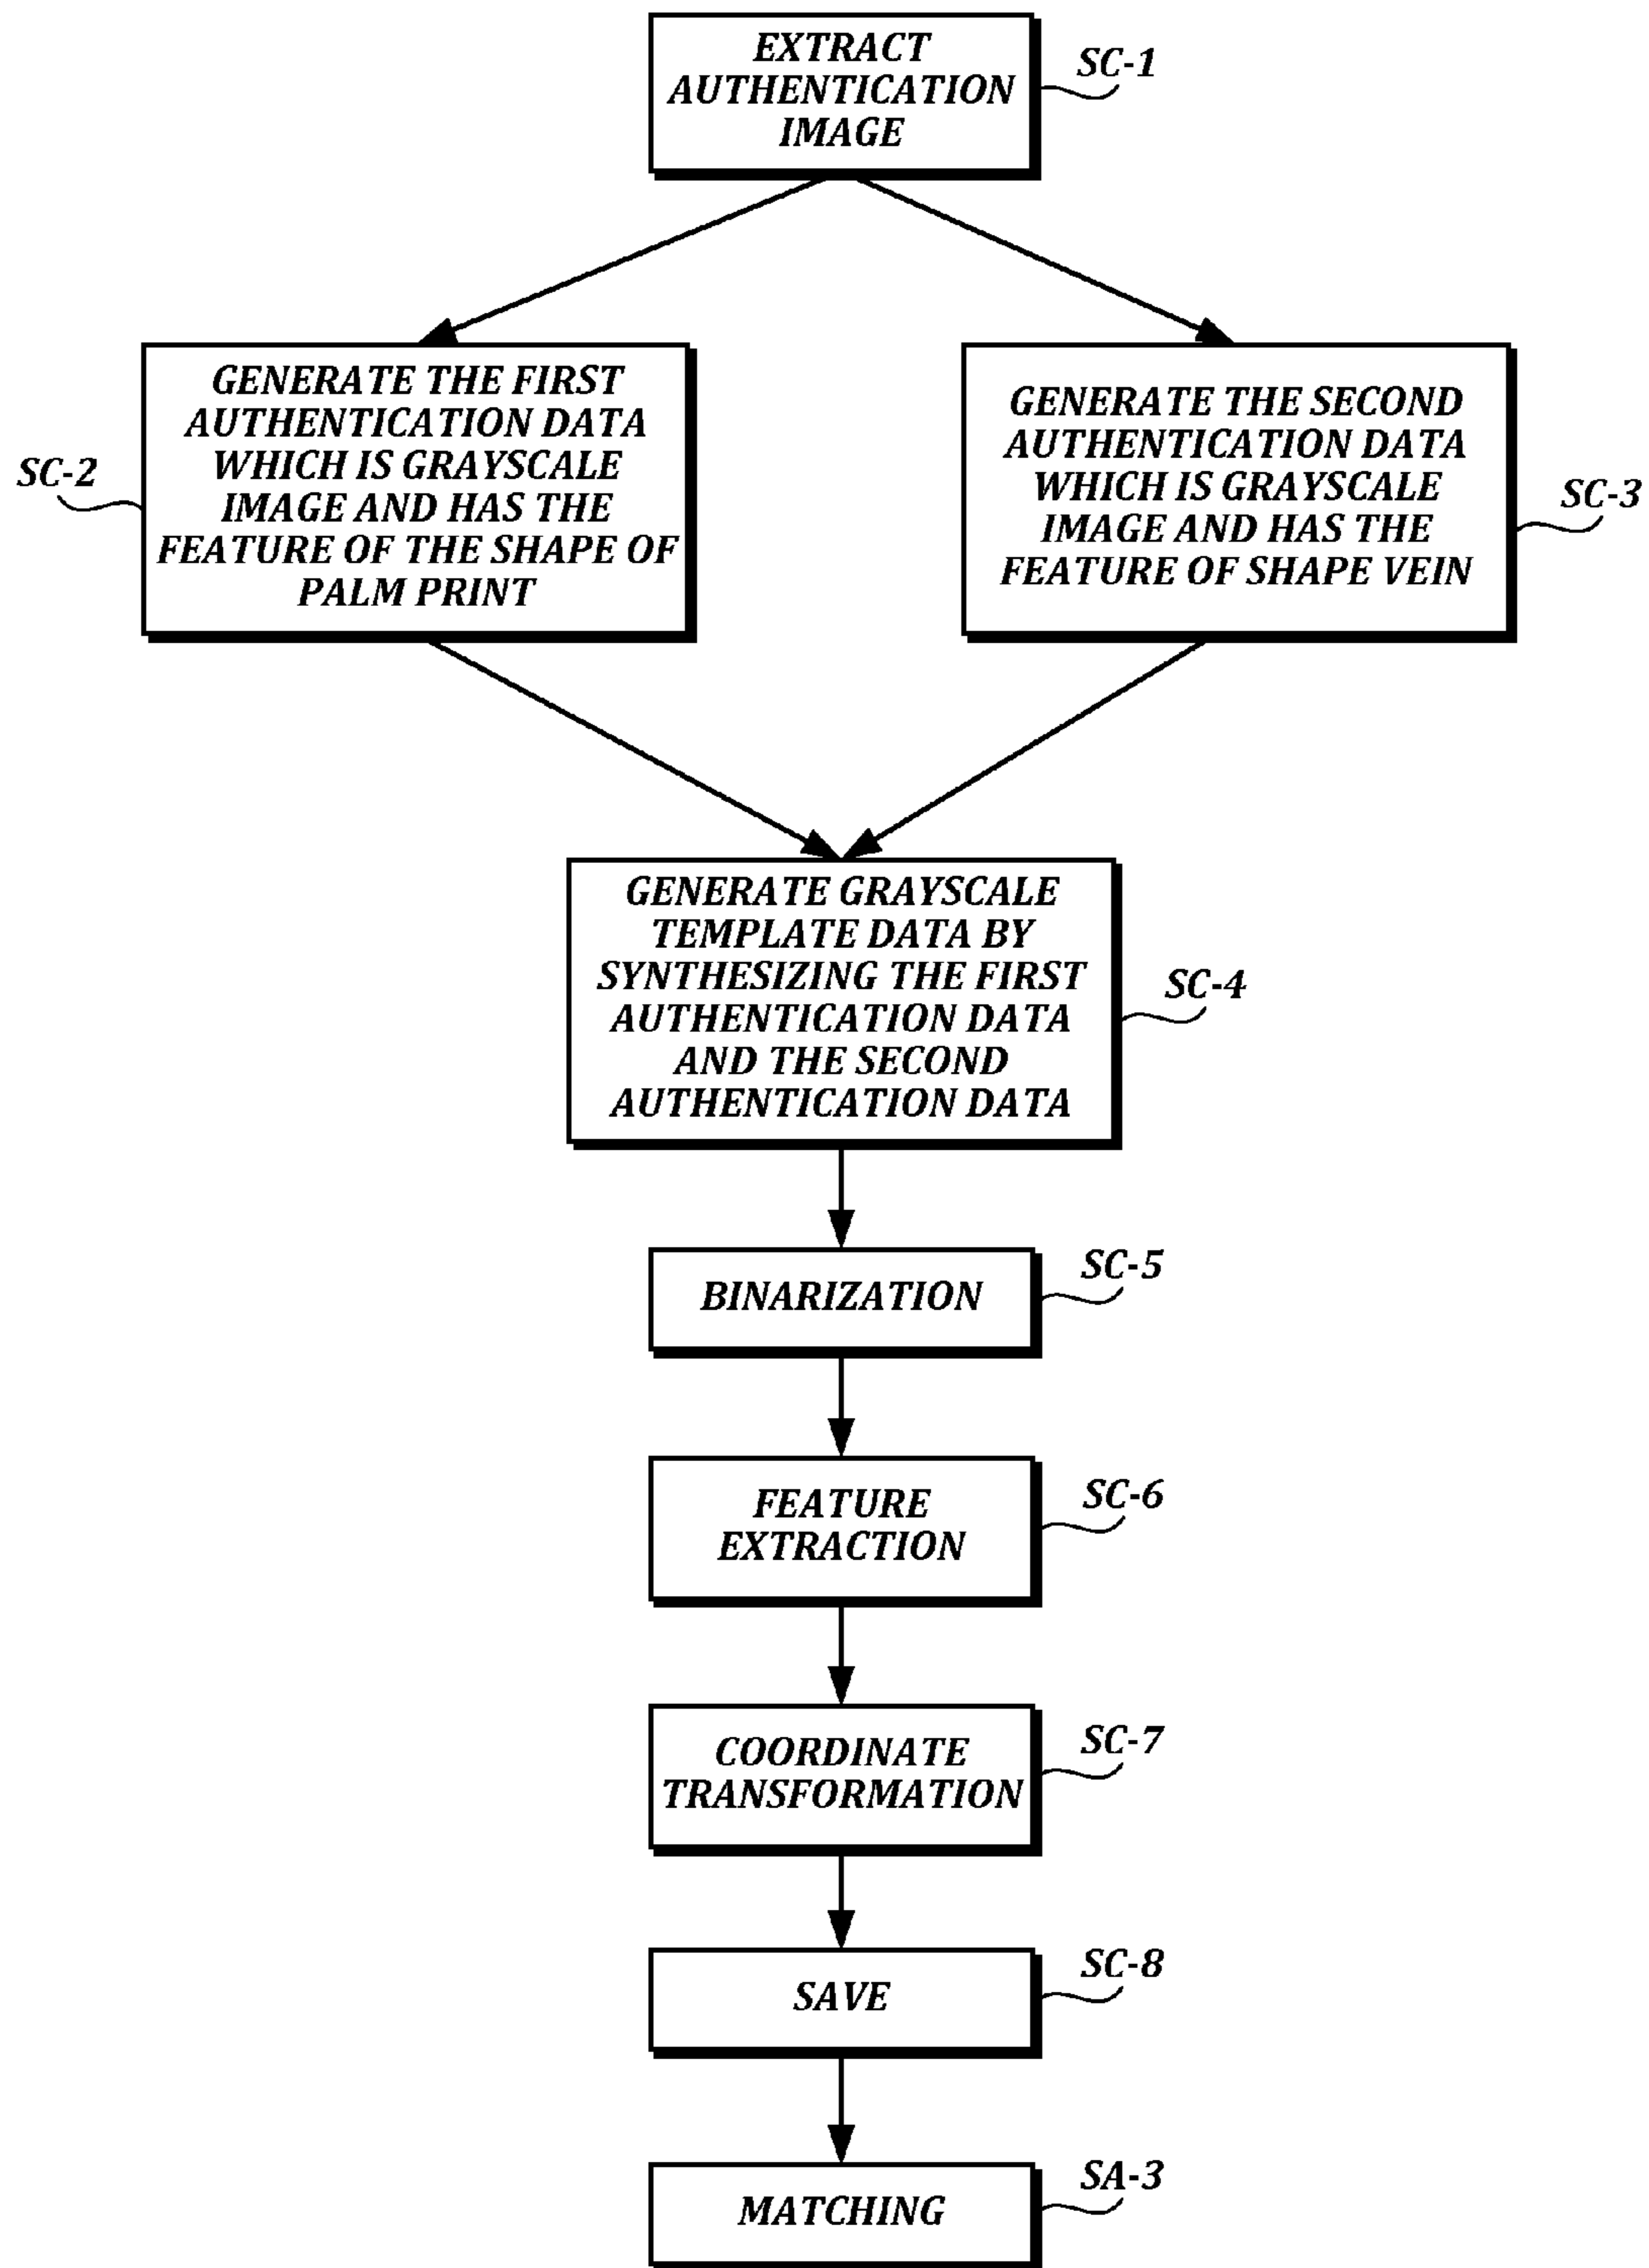 EXTRACT
AUTHENTICATION
IMAGE
SC-1
GENERATE THE FIRST
AUTHENTICATION DATA
WHICH IS GRAYSCALE
IMAGE AND HAS THE
FEATURE OF THE SHAPE OF
PALM PRINT
SC-2
GENERATE THE SECOND
AUTHENTICATION DATA
WHICH IS GRAYSCALE
IMAGE AND HAS THE
FEATURE OF SHAPE VEIN
SC-3
GENERATE GRAYSCALE
TEMPLATE DATA BY
SYNTHESIZING THE FIRST
AUTHENTICATION DATA
AND THE SECOND
AUTHENTICATION DATA
SC-4
BINARIZATION
SC-5
FEATURE
EXTRACTION
SC-6
COORDINATE
TRANSFORMATION
SC-7
SAVE
SC-8
MATCHING
SA-3